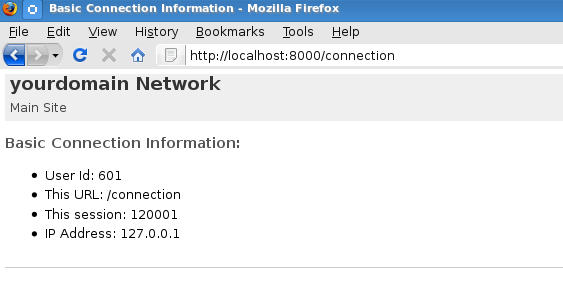 Basic Connection Information - Mozilla Firefox
File Edit View History Bookmarks Tools Help
http://localhost:8000/connection
yourdomain Network
Main Site
Basic Connection Information:
User Id: 601
This URL: /connection
This session: 120001
IP Address: 127.0.0.1